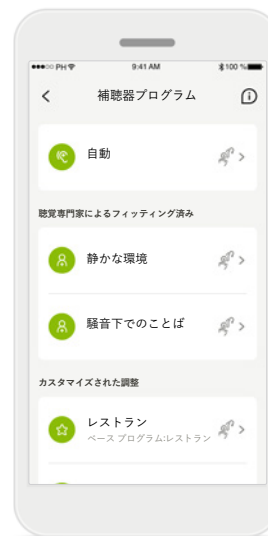 PH 9:41 AM 100 %
補聴器プログラム
自動
聴覚専門家によるフィッティング済み
静かな環境
騒音下でのことば
カスタマイズされた調整
レストラン
ベース プログラム:レストラン